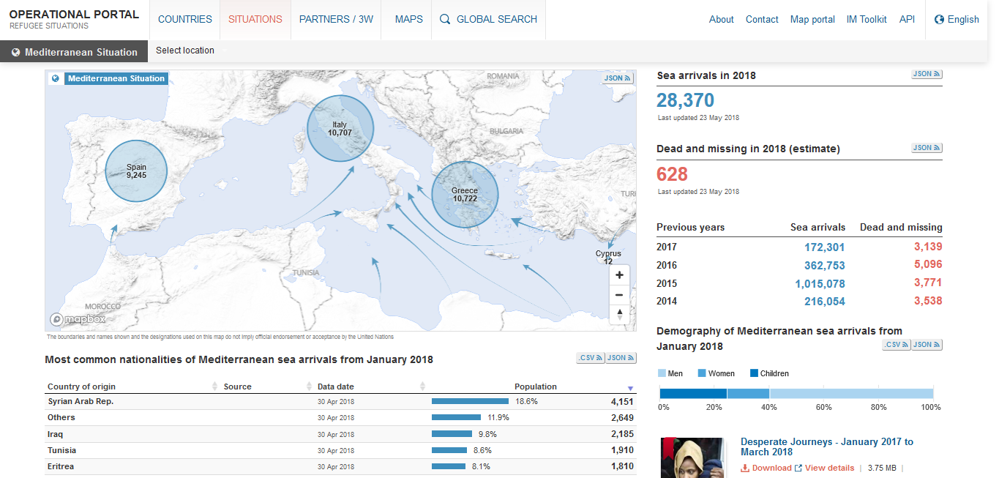 OPERATIONAL PORTAL
REFUGEE SITUATIONS
COUNTRIES SITUATIONS PARTNERS / 3W MAPS GLOBAL SEARCH
About Contact Map portal IM Toolkit API English
Mediterranean Situation Select location
Mediterranean Situation
JSON
ROMANIA
BULGARIA
Italy
10,707
Spain
9,245
Greece
10,722
TURK
Cyprus
12
TUNISIA
MOROCCO
mapbox
+
−
The boundaries and names shown and the designations used on this map do not imply official endorsement or acceptance by the United Nations
Most common nationalities of Mediterranean sea arrivals from January 2018 .CSV JSON
Country of origin Source Data date Population
Syrian Arab Rep. 30 Apr 2018 18.6% 4,151
Others 30 Apr 2018 11.9% 2,649
Iraq 30 Apr 2018 9.8% 2,185
Tunisia 30 Apr 2018 8.6% 1,910
Eritrea 30 Apr 2018 8.1% 1,810
Sea arrivals in 2018 JSON
28,370
Last updated 23 May 2018
Dead and missing in 2018 (estimate) JSON
628
Last updated 23 May 2018
Previous years Sea arrivals Dead and missing
2017 172,301 3,139
2016 362,753 5,096
2015 1,015,078 3,771
2014 216,054 3,538
Demography of Mediterranean sea arrivals from
January 2018 .CSV JSON
Men Women Children
0% 20% 40% 60% 80% 100%
Desperate Journeys - January 2017 to
March 2018
Download View details | 3.75 MB |